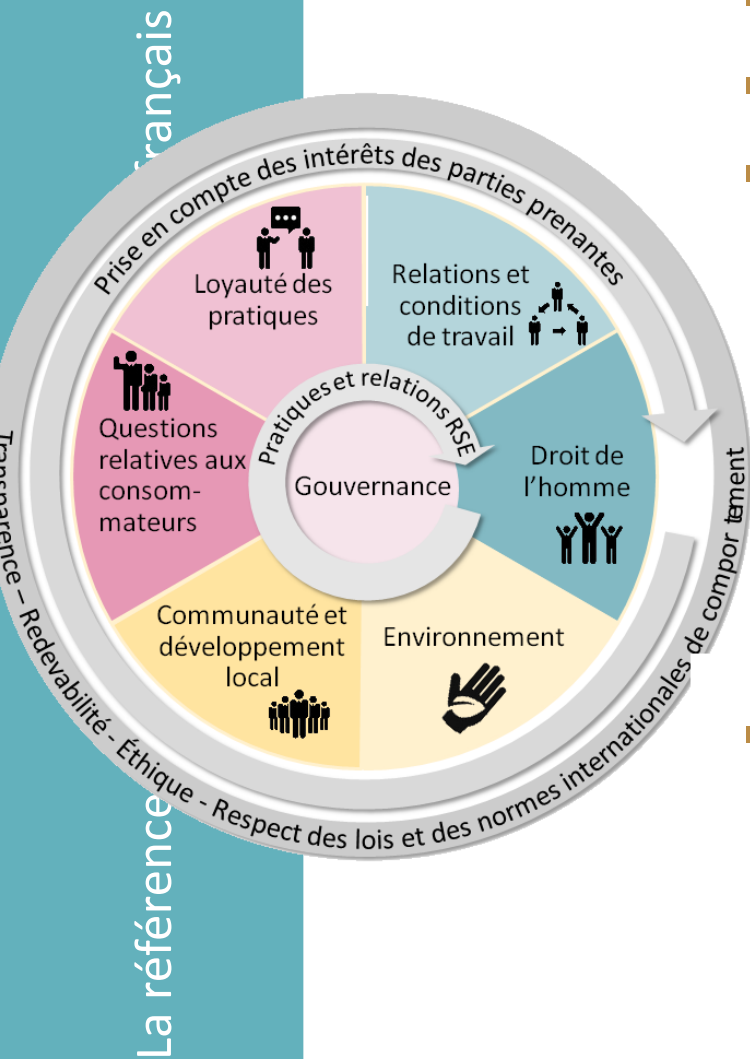 La référence
français
Prise en compte des intérêts des parties prenantes
Loyauté des
pratiques
Relations et
conditions
de travail
Questions
relatives aux
consom-
mateurs
Pratiques et relations RSE
Gouvernance
Droit de
l'homme
Communauté et
développement
local
Environnement
Transparence – Redevabilité - Éthique - Respect des lois et des normes internationales de comportement